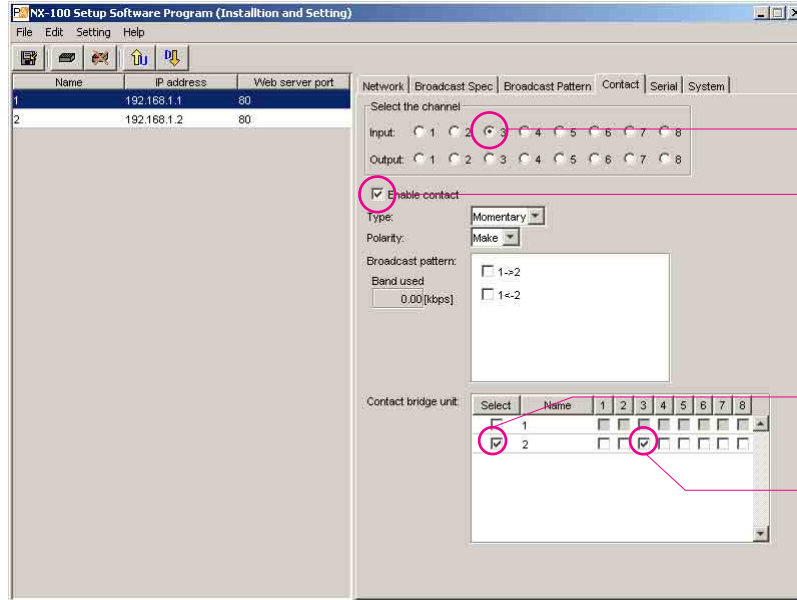 NX-100 Setup Software Program (Installtion and Setting)
File Edit Setting Help
Name IP address Web server port
1 192.168.1.1 80
2 192.168.1.2 80
Network Broadcast Spec Broadcast Pattern Contact Serial System
Select the channel
Input: 1 2 3 4 5 6 7 8
Output: 1 2 3 4 5 6 7 8
Enable contact
Type: Momentary
Polarity: Make
Broadcast pattern:
Band used
0.00 [kbps]
1->2
1<-2
Contact bridge unit:
Select Name 1 2 3 4 5 6 7 8
1
2